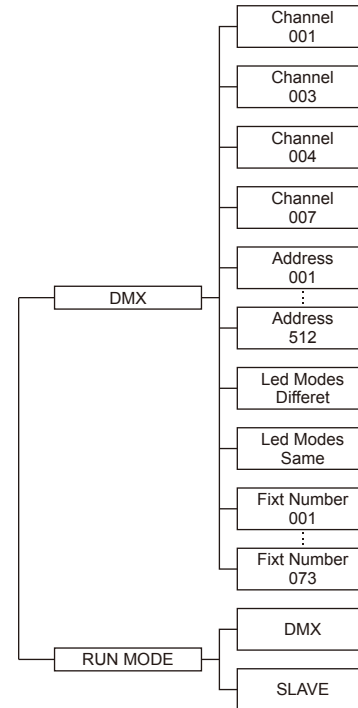 Channel
001
Channel
003
Channel
004
Channel
007
Address
001
DMX
Address
512
Led Modes
Differet
Led Modes
Same
Fixt Number
001
Fixt Number
073
DMX
RUN MODE
SLAVE